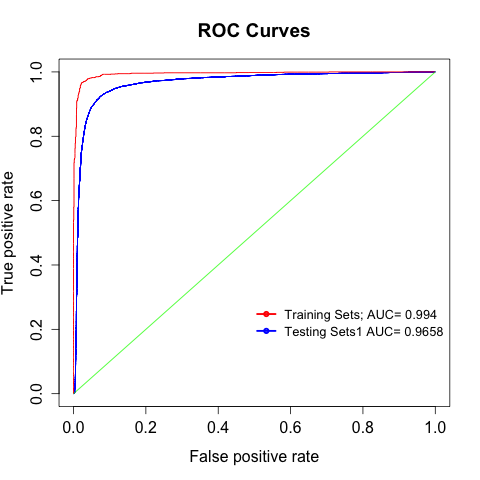 ROC Curves
True positive rate
1.0
0.8
0.6
0.4
0.2
0.0
Training Sets; AUC= 0.994
Testing Sets1 AUC= 0.9658
0.0 0.2 0.4 0.6 0.8 1.0
False positive rate